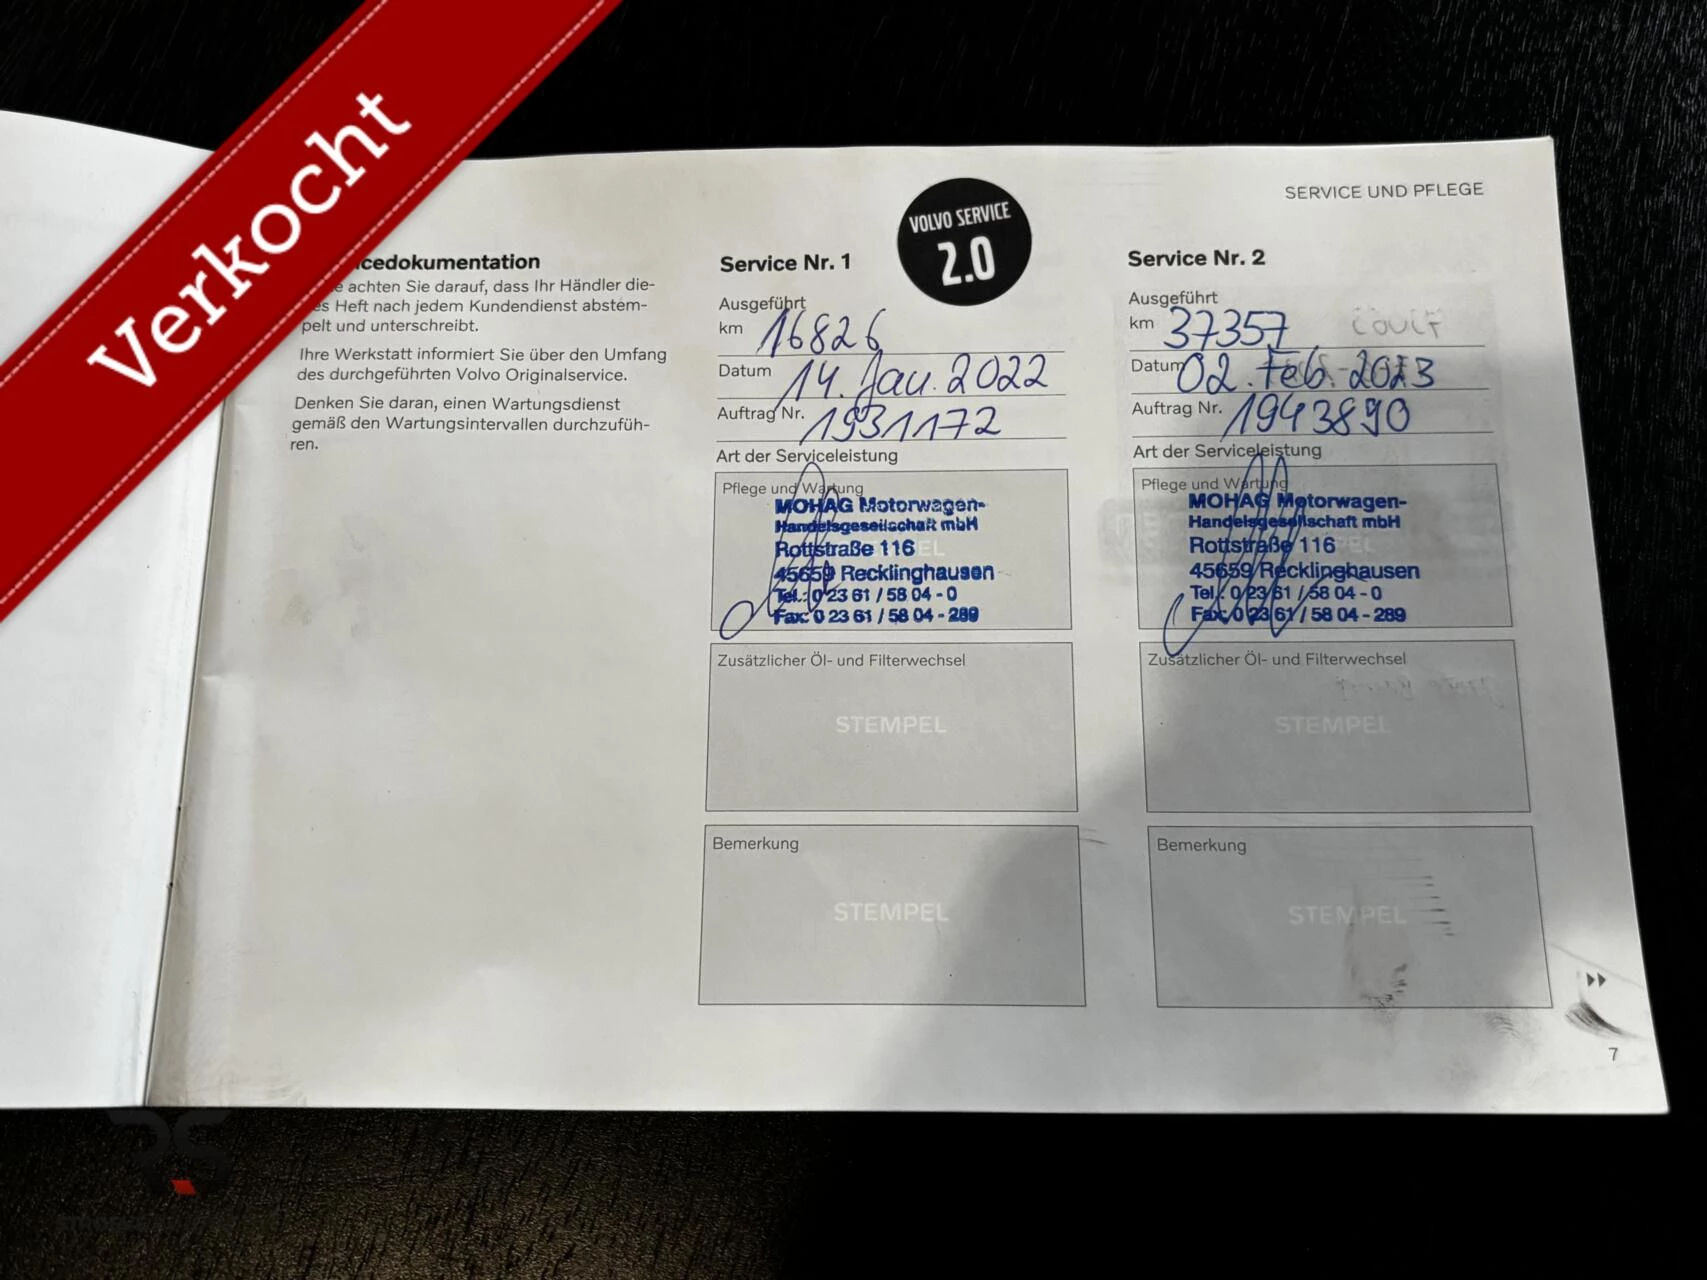 Verkocht
SERVICE UND PFLEGE
cedokumentation
achten Sie darauf, dass Ihr Händler die-
Heft nach jedem Kundendienst abstem-
pelt und unterschreibt.
Ihre Werkstatt informiert Sie über den Umfang
des durchgeführten Volvo Originalservice.
Denken Sie daran, einen Wartungsdienst
gemäß den Wartungsintervallen durchzufüh-
ren.
VOLVO SERVICE
2.0
Service Nr. 1
Ausgeführt
km 16826
Datum 14. Jan. 2022
Auftrag Nr. 1931172
Art der Serviceleistung
Pflege und Wartung
MOHAG Motorwagen-
Handelsgesellschaft mbH
Rottstraße 116
45659 Recklinghausen
Tel.: 0 23 61 / 58 04 - 0
Fax: 0 23 61 / 58 04 - 289
Zusätzlicher Öl- und Filterwechsel
STEMPEL
Bemerkung
STEMPEL
Service Nr. 2
Ausgeführt
km 37357
Datum 02. Feb. 2023
Auftrag Nr. 1943890
Art der Serviceleistung
Pflege und Wartung
MOHAG Motorwagen-
Handelsgesellschaft mbH
Rottstraße 116
45659 Recklinghausen
Tel.: 0 23 61 / 58 04 - 0
Fax: 0 23 61 / 58 04 - 289
Zusätzlicher Öl- und Filterwechsel
STEMPEL
Bemerkung
STEMPEL
7